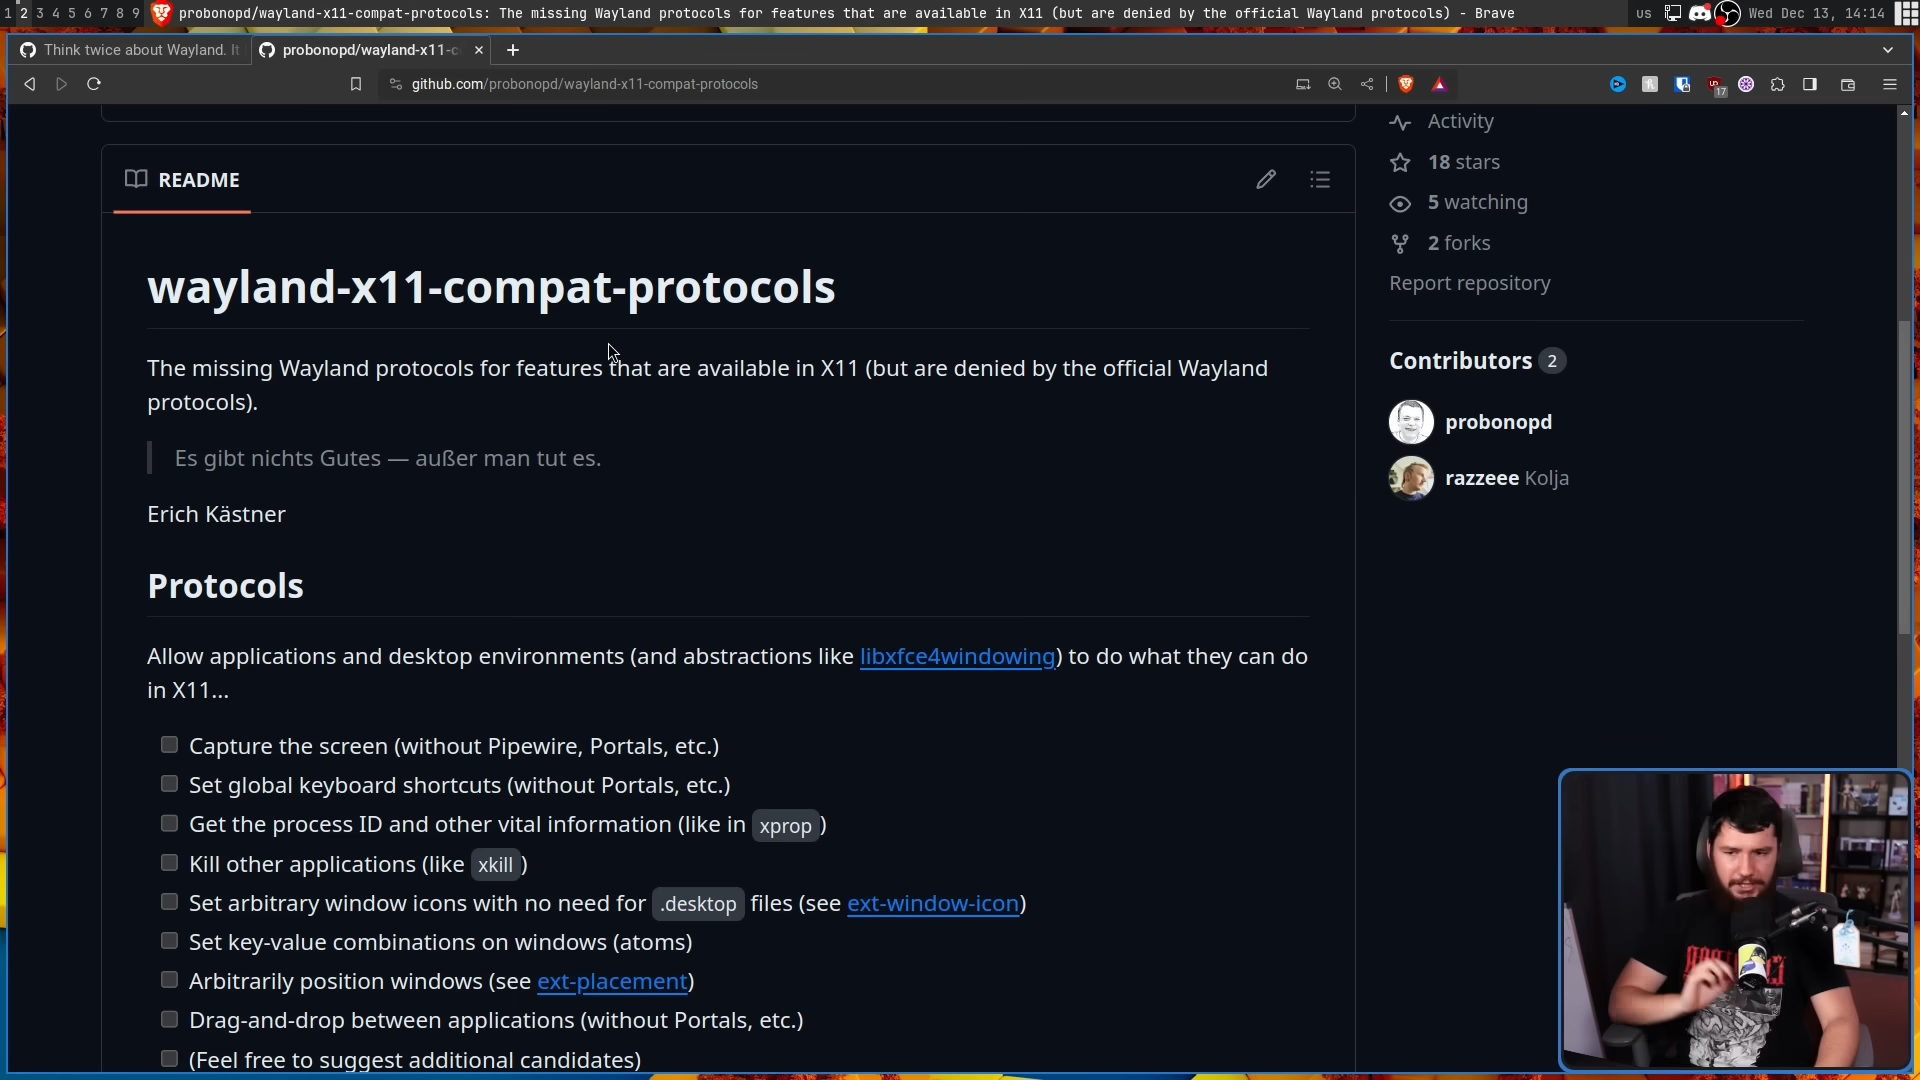 1 2 3 4 5 6 7 8 9 probonopd/wayland-x11-compat-protocols: The missing Wayland protocols for features that are available in X11 (but are denied by the official Wayland protocols) - Brave us Wed Dec 13, 14:14
Think twice about Wayland. It probonopd/wayland-x11-c
github.com/probonopd/wayland-x11-compat-protocols 17
Activity
18 stars
5 watching
2 forks
Report repository
Contributors 2
probonopd
razzeee Kolja
README
wayland-x11-compat-protocols
The missing Wayland protocols for features that are available in X11 (but are denied by the official Wayland
protocols).
Es gibt nichts Gutes — außer man tut es.
Erich Kästner
Protocols
Allow applications and desktop environments (and abstractions like libxfce4windowing) to do what they can do
in X11...
Capture the screen (without Pipewire, Portals, etc.)
Set global keyboard shortcuts (without Portals, etc.)
Get the process ID and other vital information (like in xprop )
Kill other applications (like xkill )
Set arbitrary window icons with no need for .desktop files (see ext-window-icon)
Set key-value combinations on windows (atoms)
Arbitrarily position windows (see ext-placement)
Drag-and-drop between applications (without Portals, etc.)
(Feel free to suggest additional candidates)